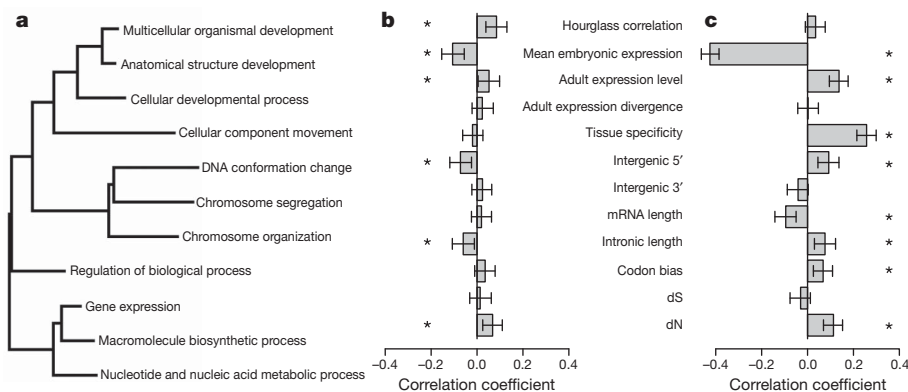 a
Multicellular organismal development
Anatomical structure development
Cellular developmental process
Cellular component movement
DNA conformation change
Chromosome segregation
Chromosome organization
Regulation of biological process
Gene expression
Macromolecule biosynthetic process
Nucleotide and nucleic acid metabolic process
b
*
*
*
*
*
*
−0.4 −0.2 0.0 0.2 0.4
Correlation coefficient
Hourglass correlation
Mean embryonic expression
Adult expression level
Adult expression divergence
Tissue specificity
Intergenic 5′
Intergenic 3′
mRNA length
Intronic length
Codon bias
dS
dN
c
*
*
*
*
*
*
*
*
−0.4 −0.2 0.0 0.2 0.4
Correlation coefficient